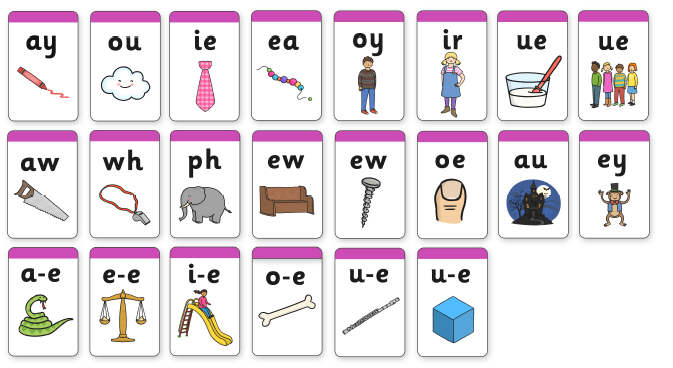 ay ou ie ea oy ir ue ue
aw wh ph ew ew oe au ey
a-e e-e i-e o-e u-e u-e